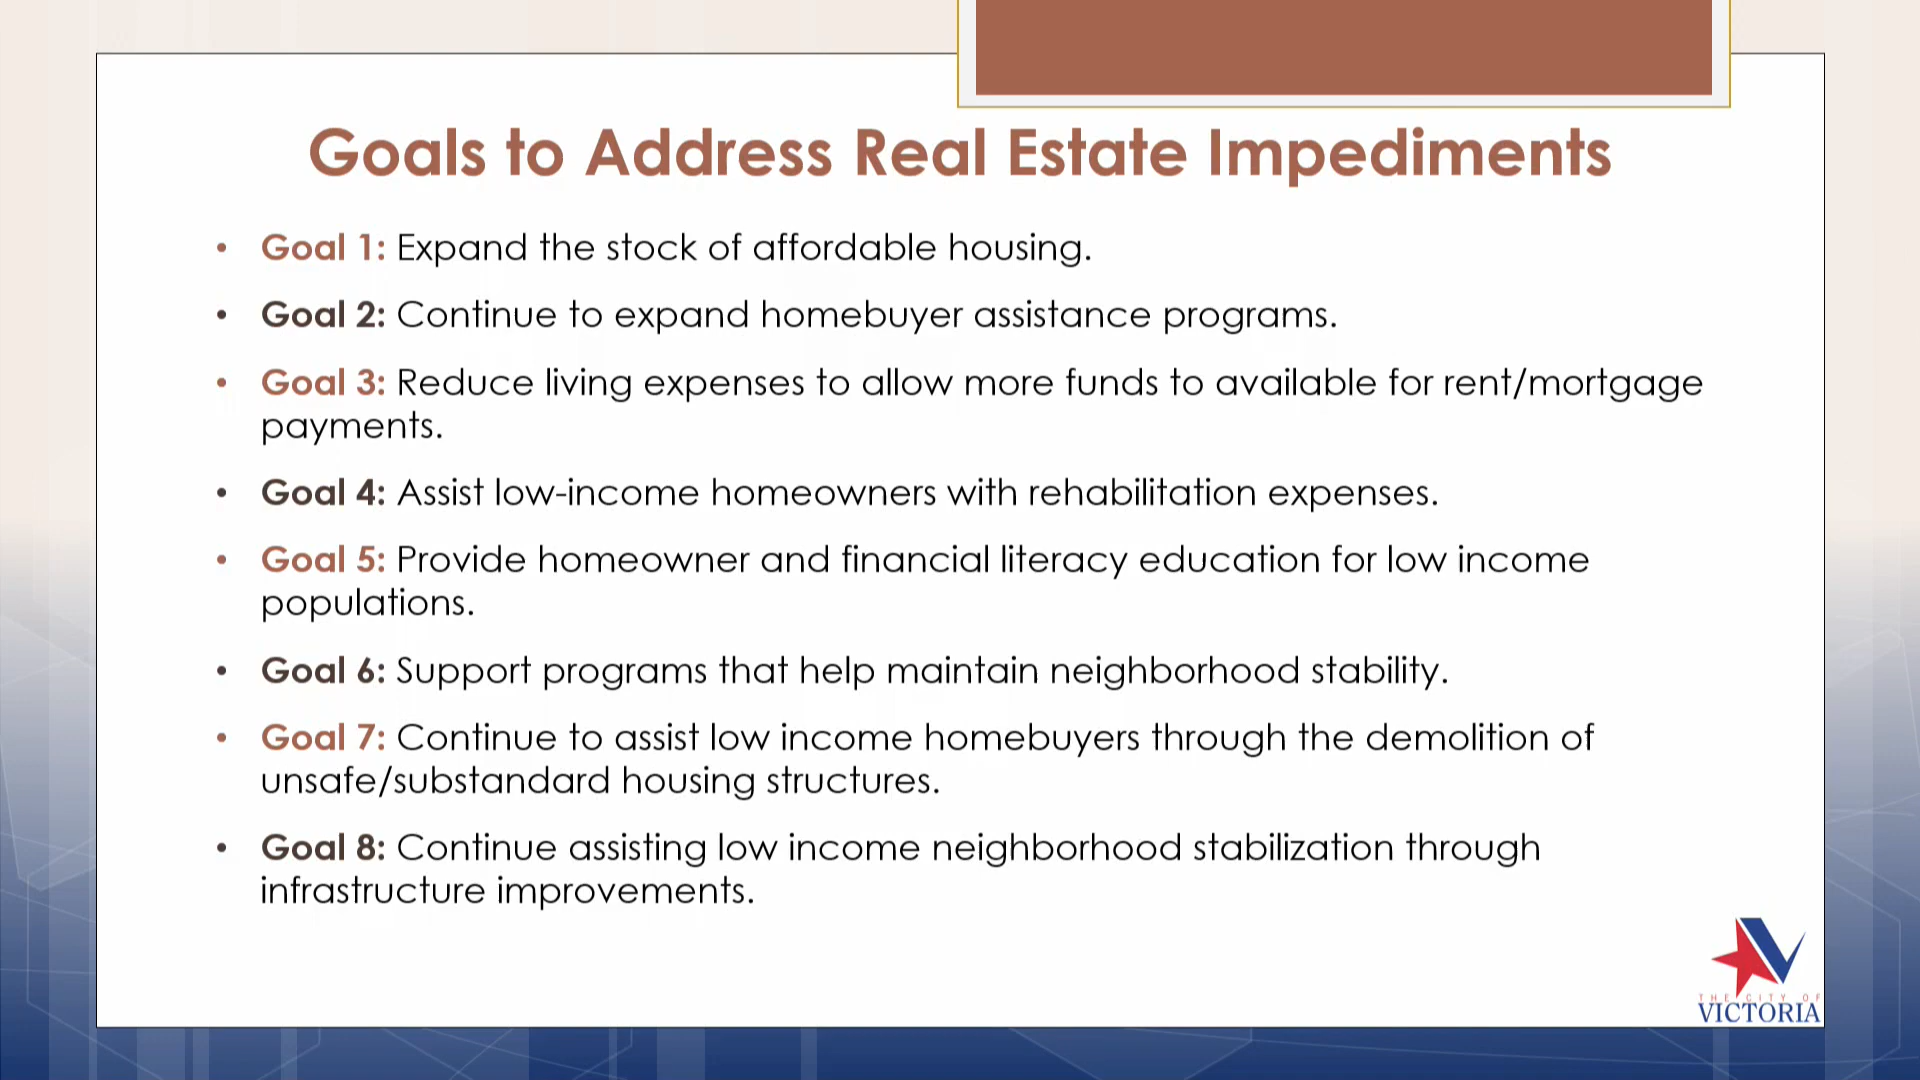 Goals to Address Real Estate Impediments
• Goal 1: Expand the stock of affordable housing.
• Goal 2: Continue to expand homebuyer assistance programs.
• Goal 3: Reduce living expenses to allow more funds to available for rent/mortgage
payments.
• Goal 4: Assist low-income homeowners with rehabilitation expenses.
• Goal 5: Provide homeowner and financial literacy education for low income
populations.
• Goal 6: Support programs that help maintain neighborhood stability.
• Goal 7: Continue to assist low income homebuyers through the demolition of
unsafe/substandard housing structures.
• Goal 8: Continue assisting low income neighborhood stabilization through
infrastructure improvements.
THE CITY OF
VICTORIA